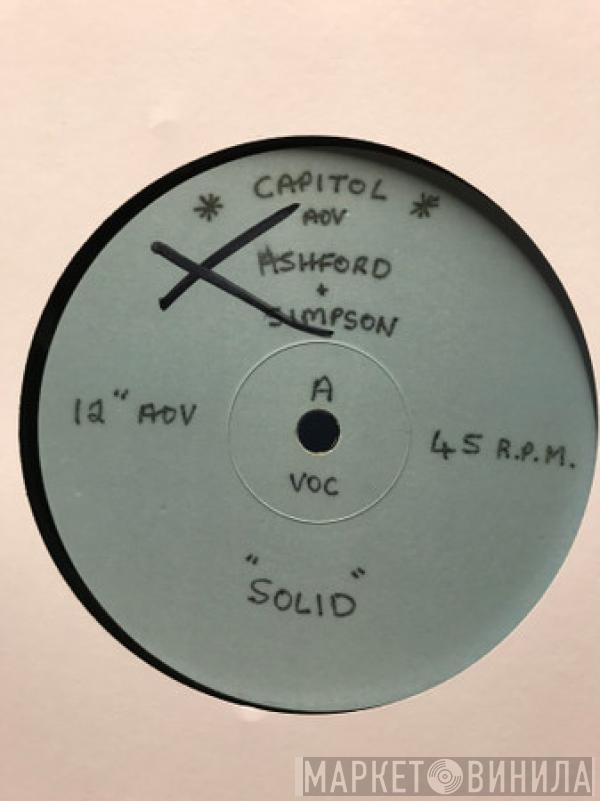 * CAPITOL *
ADV
ASHFORD
+
SIMPSON
12" ADV
A
45 R.P.M.
VOC
"SOLID"
МАРКЕТ ВИНИЛА